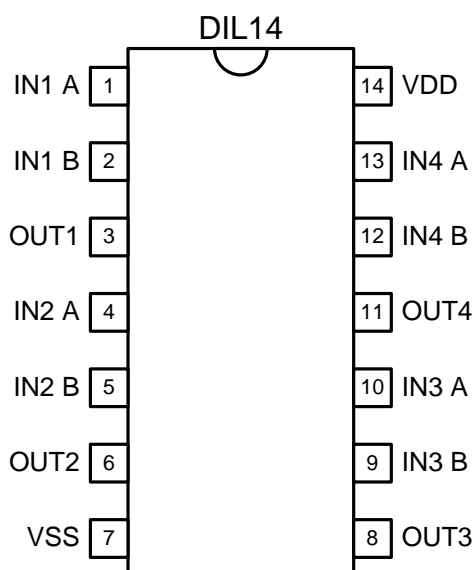 DIL14
IN1 A 1 14 VDD
IN1 B 2 13 IN4 A
OUT1 3 12 IN4 B
IN2 A 4 11 OUT4
IN2 B 5 10 IN3 A
OUT2 6 9 IN3 B
VSS 7 8 OUT3